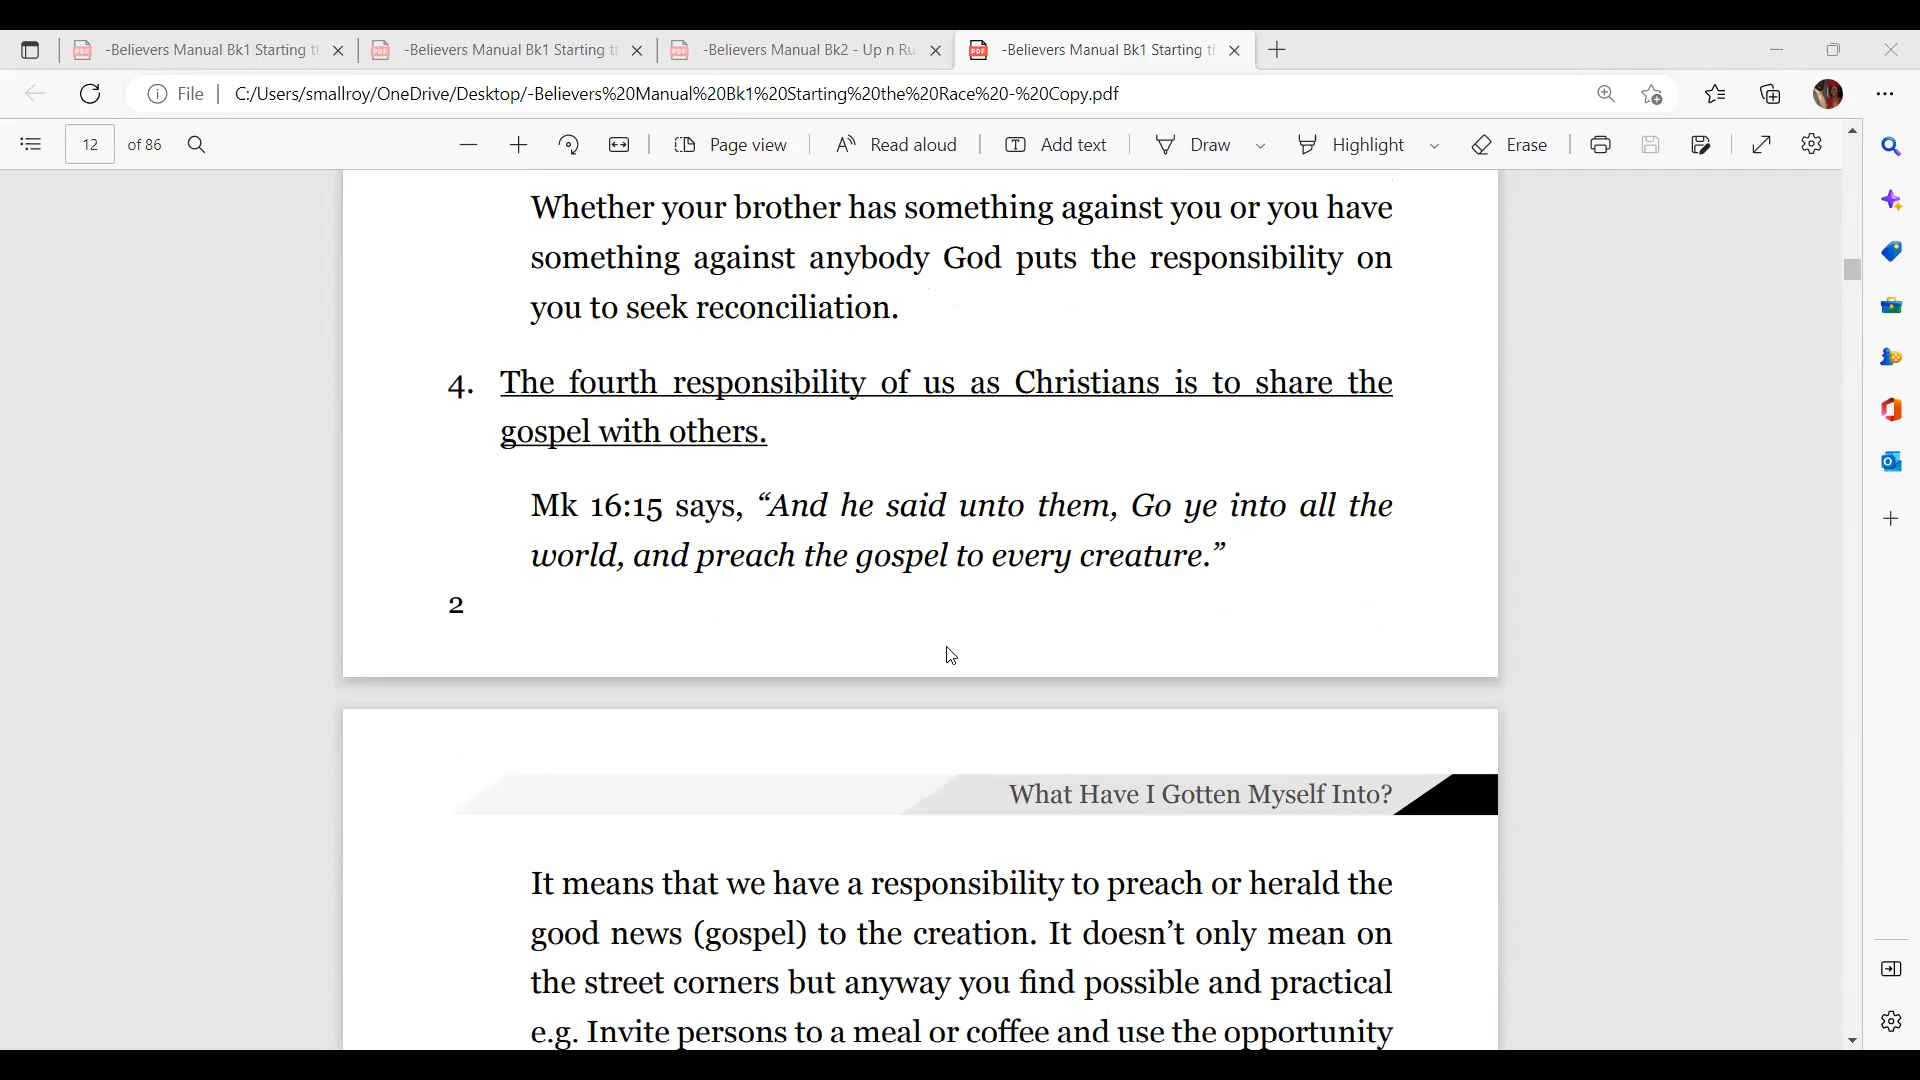 -Believers Manual Bk1 Starting th
-Believers Manual Bk1 Starting th
-Believers Manual Bk2 - Up n Ru
-Believers Manual Bk1 Starting th
File
C:/Users/smallroy/OneDrive/Desktop/-Believers%20Manual%20Bk1%20Starting%20the%20Race%20-%20Copy.pdf
12 of 86
Page view
Read aloud
Add text
Draw
Highlight
Erase
Whether your brother has something against you or you have
something against anybody God puts the responsibility on
you to seek reconciliation.
4. The fourth responsibility of us as Christians is to share the
gospel with others.
Mk 16:15 says, “And he said unto them, Go ye into all the
world, and preach the gospel to every creature.”
2
What Have I Gotten Myself Into?
It means that we have a responsibility to preach or herald the
good news (gospel) to the creation. It doesn’t only mean on
the street corners but anyway you find possible and practical
e.g. Invite persons to a meal or coffee and use the opportunity